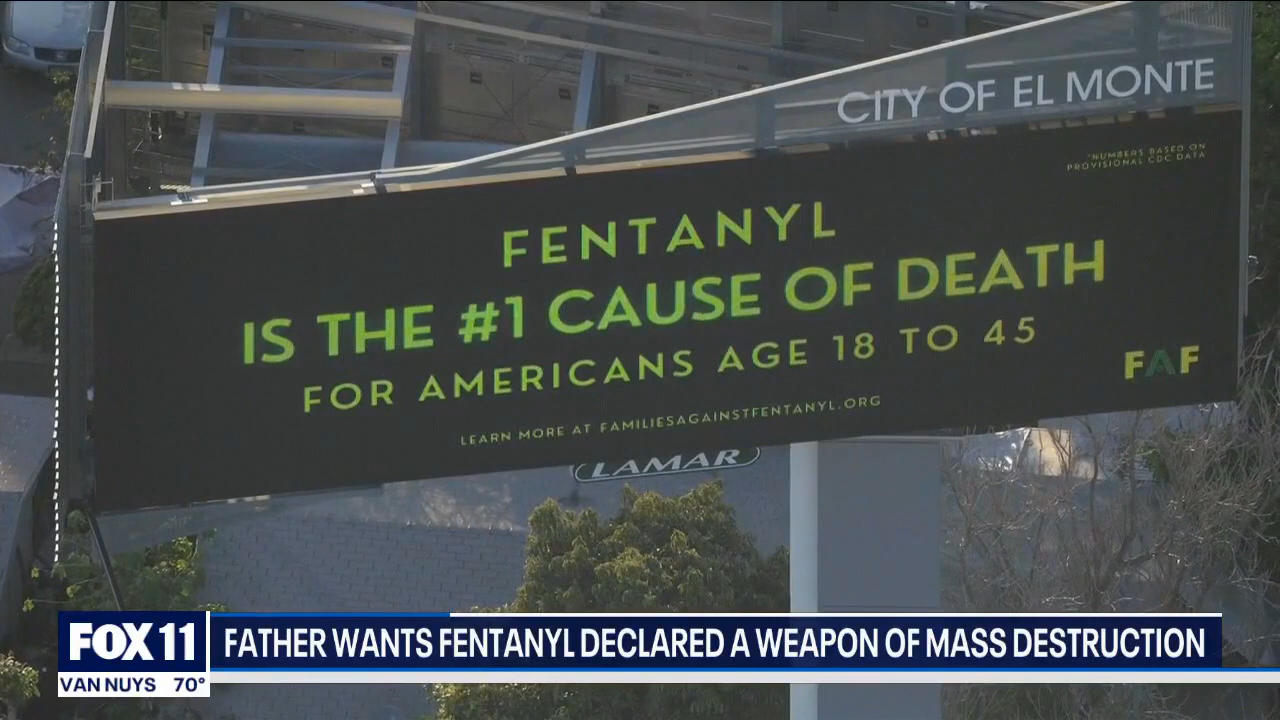 CITY OF EL MONTE
*NUMBERS BASED ON
PROVISIONAL CDC DATA
FENTANYL
IS THE #1 CAUSE OF DEATH
FOR AMERICANS AGE 18 TO 45
FAF
LEARN MORE AT FAMILIESAGAINSTFENTANYL.ORG
LAMAR
FOX 11
FATHER WANTS FENTANYL DECLARED A WEAPON OF MASS DESTRUCTION
VAN NUYS 70°